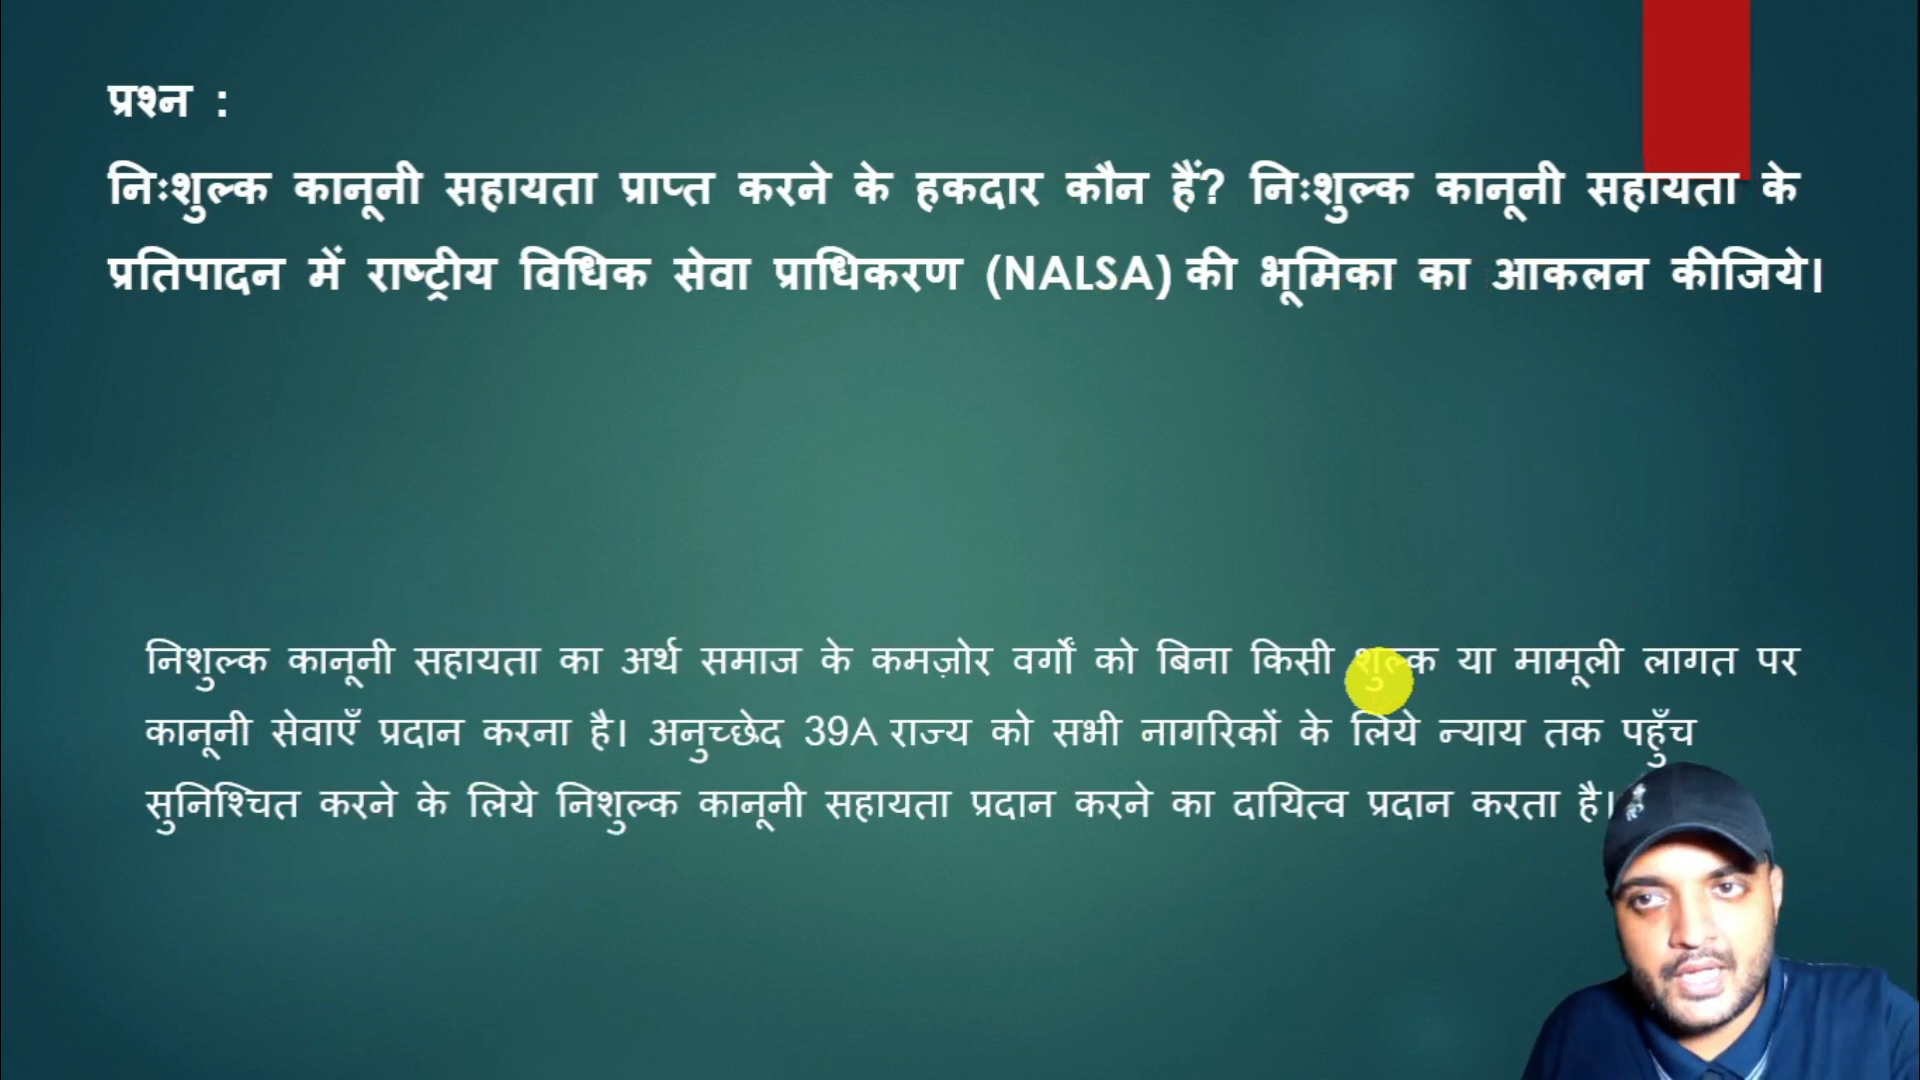 प्रश्न :
निःशुल्क कानूनी सहायता प्राप्त करने के हकदार कौन हैं? निःशुल्क कानूनी सहायता के
प्रतिपादन में राष्ट्रीय विधिक सेवा प्राधिकरण (NALSA) की भूमिका का आकलन कीजिये।
निशुल्क कानूनी सहायता का अर्थ समाज के कमज़ोर वर्गों को बिना किसी शुल्क या मामूली लागत पर
कानूनी सेवाएँ प्रदान करना है। अनुच्छेद 39A राज्य को सभी नागरिकों के लिये न्याय तक पहुँच
सुनिश्चित करने के लिये निशुल्क कानूनी सहायता प्रदान करने का दायित्व प्रदान करता है।